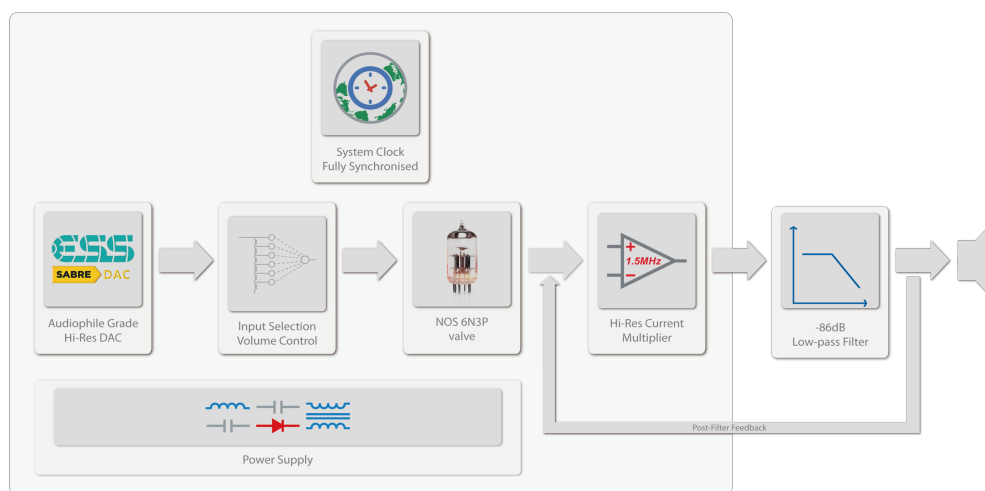 System Clock
Fully Synchronised
ESS
SABRE DAC
Audiophile Grade
Hi-Res DAC
Input Selection
Volume Control
NOS 6N3P
valve
+
1.5MHz
−
Hi-Res Current
Multiplier
-86dB
Low-pass Filter
Post-Filter Feedback
Power Supply